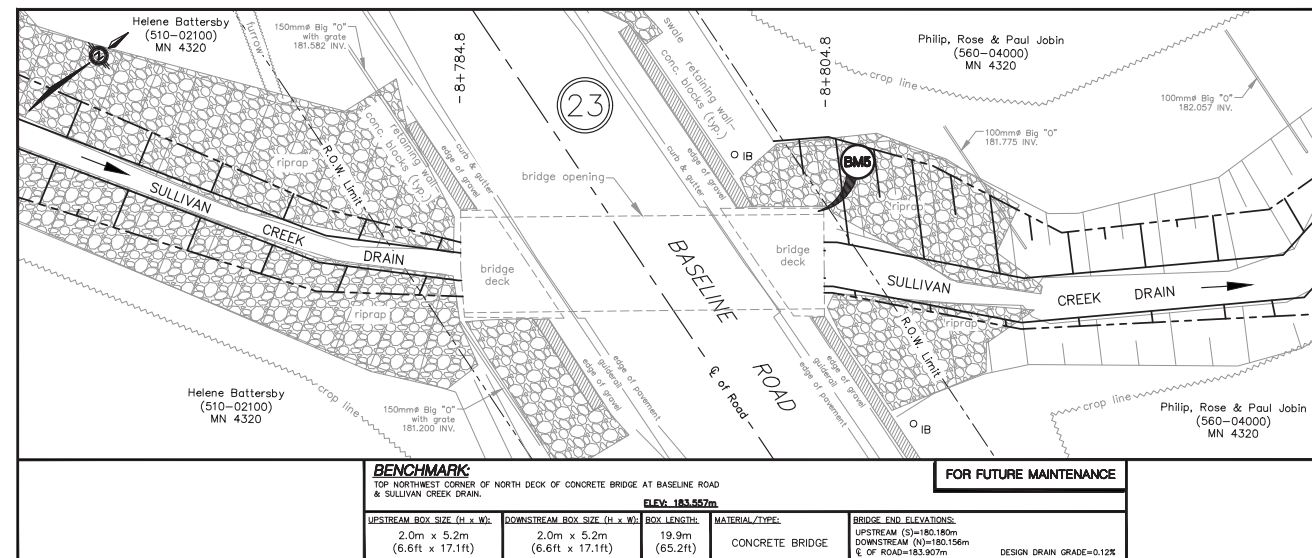 Helene Battersby
(510-02100)
MN 4320
N
furrow
150mmø Big "O"
with grate
181.582 INV.
retaining wall-
conc. blocks (typ.)
R.O.W. Limit
riprap
SULLIVAN
CREEK
DRAIN
riprap
crop line
Helene Battersby
(510-02100)
MN 4320
150mmø Big "O"
with grate
181.200 INV.
8+784.8
23
curb & gutter
edge of gravel
bridge opening
bridge
deck
BASELINE
ROAD
℄ of Road
edge of pavement
guiderail
edge of gravel
swale
retaining wall-
conc. blocks (typ.)
edge of gravel
curb & gutter
IB
8+804.8
BM5
bridge
deck
riprap
SULLIVAN
CREEK DRAIN
riprap
R.O.W. Limit
edge of gravel
guiderail
edge of pavement
IB
Philip, Rose & Paul Jobin
(560-04000)
MN 4320
crop line
100mmø Big "O"
182.057 INV.
100mmø Big "O"
181.775 INV.
crop line
Philip, Rose & Paul Jobin
(560-04000)
MN 4320
BENCHMARK:
TOP NORTHWEST CORNER OF NORTH DECK OF CONCRETE BRIDGE AT BASELINE ROAD
& SULLIVAN CREEK DRAIN.
ELEV: 183.557m
FOR FUTURE MAINTENANCE
UPSTREAM BOX SIZE (H x W):
2.0m x 5.2m
(6.6ft x 17.1ft)
DOWNSTREAM BOX SIZE (H x W):
2.0m x 5.2m
(6.6ft x 17.1ft)
BOX LENGTH:
19.9m
(65.2ft)
MATERIAL/TYPE:
CONCRETE BRIDGE
BRIDGE END ELEVATIONS:
UPSTREAM (S)=180.180m
DOWNSTREAM (N)=180.156m
℄ OF ROAD=183.907m DESIGN DRAIN GRADE=0.12%